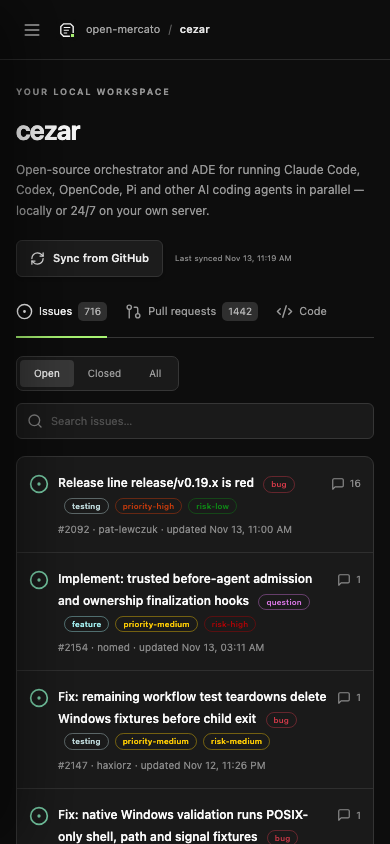 open-mercato / cezar
YOUR LOCAL WORKSPACE
cezar
Open-source orchestrator and ADE for running Claude Code,
Codex, OpenCode, Pi and other AI coding agents in parallel —
locally or 24/7 on your own server.
Sync from GitHub
Last synced Nov 13, 11:19 AM
Issues 716
Pull requests 1442
Code
Open
Closed
All
Search issues...
Release line release/v0.19.x is red bug
16
testing priority-high risk-low
#2092 · pat-lewczuk · updated Nov 13, 11:00 AM
Implement: trusted before-agent admission
1
and ownership finalization hooks question
feature priority-medium risk-high
#2154 · nomed · updated Nov 13, 03:11 AM
Fix: remaining workflow test teardowns delete
1
Windows fixtures before child exit bug
testing priority-medium risk-medium
#2147 · haxiorz · updated Nov 12, 11:26 PM
Fix: native Windows validation runs POSIX-
1
only shell, path and signal fixtures bug